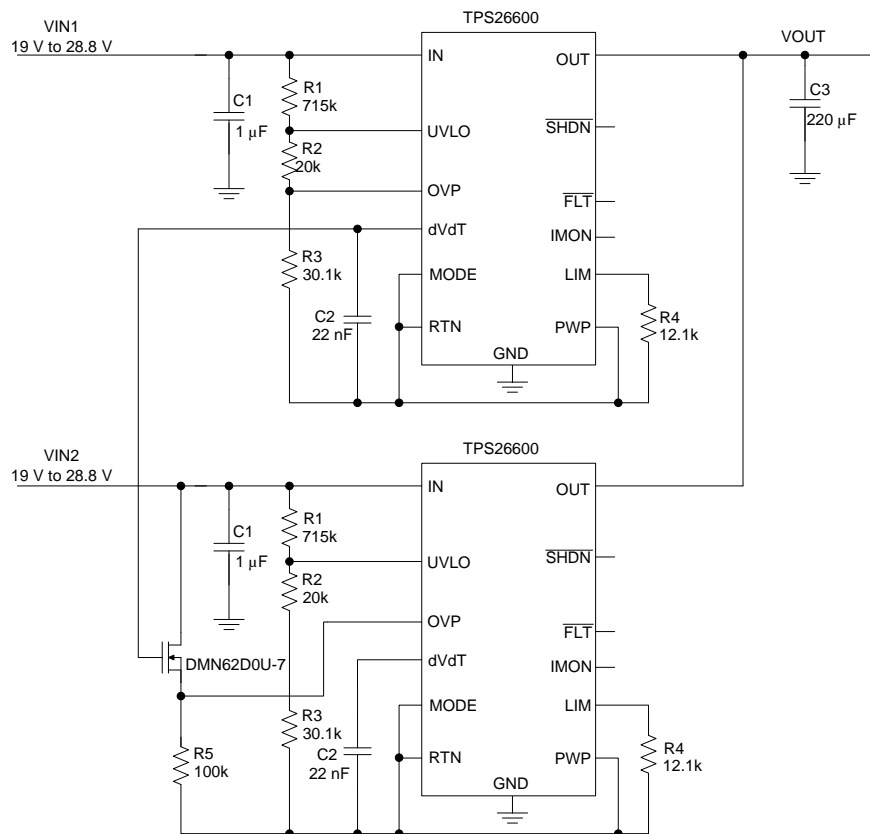 TPS26600
VIN1
19 V to 28.8 V
IN
OUT
VOUT
C1
1 μF
R1
715k
C3
220 μF
UVLO
SHDN
R2
20k
OVP
FLT
dVdT
IMON
R3
30.1k
MODE
LIM
C2
22 nF
RTN
PWP
R4
12.1k
GND
TPS26600
VIN2
19 V to 28.8 V
IN
OUT
C1
1 μF
R1
715k
UVLO
SHDN
R2
20k
OVP
FLT
DMN62D0U-7
dVdT
IMON
R3
30.1k
MODE
LIM
R5
100k
C2
22 nF
RTN
PWP
R4
12.1k
GND